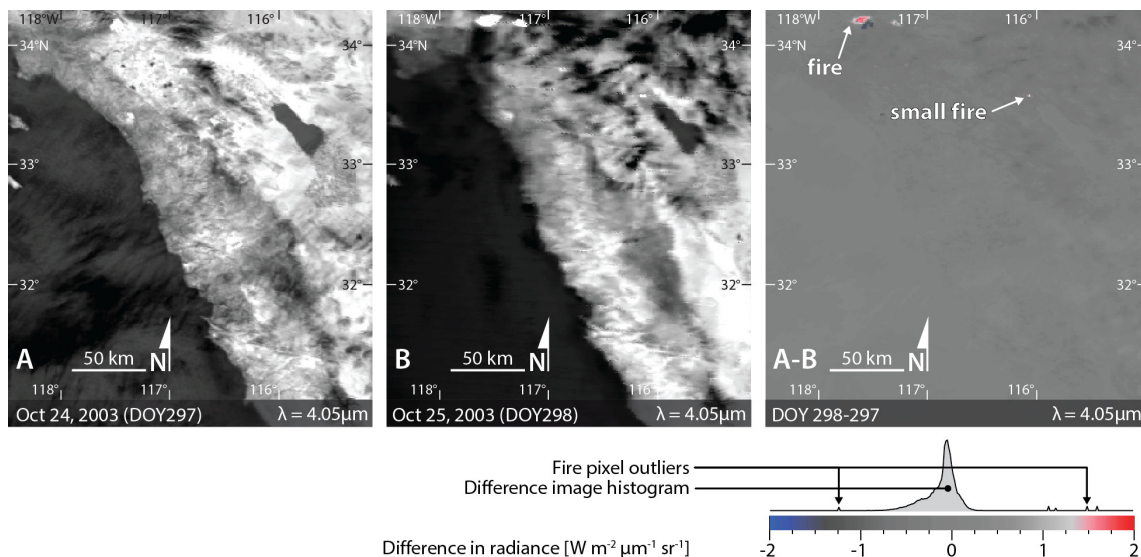 118°W 117° 116°
34°N 34°
33° 33°
32° 32°
A 50 km N
118° 117° 116°
Oct 24, 2003 (DOY297) λ = 4.05μm
118°W 117° 116°
34° 34°
33° 33°
32° 32°
B 50 km N
118° 117° 116°
Oct 25, 2003 (DOY298) λ = 4.05μm
118°W 117° 116°
34°N 34°
fire
small fire
33° 33°
32° 32°
A-B 50 km N
118° 117° 116°
DOY 298-297 λ = 4.05μm
Fire pixel outliers
Difference image histogram
Difference in radiance [W m⁻² μm⁻¹ sr⁻¹]
-2 -1 0 1 2